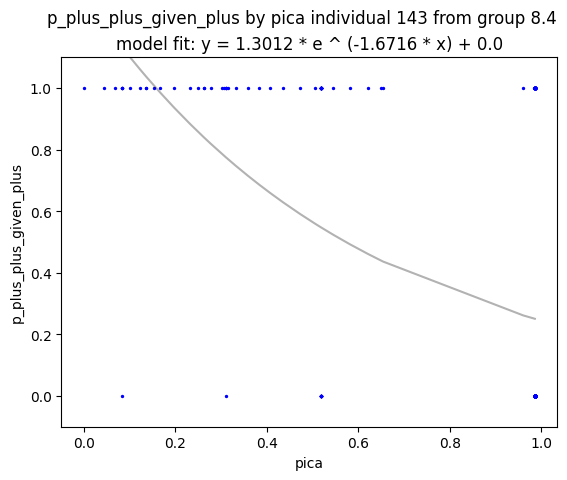 p_plus_plus_given_plus by pica individual 143 from group 8.4
model fit: y = 1.3012 * e ^ (-1.6716 * x) + 0.0
1.0
0.8
0.6
0.4
0.2
0.0
p_plus_plus_given_plus
0.0 0.2 0.4 0.6 0.8 1.0
pica